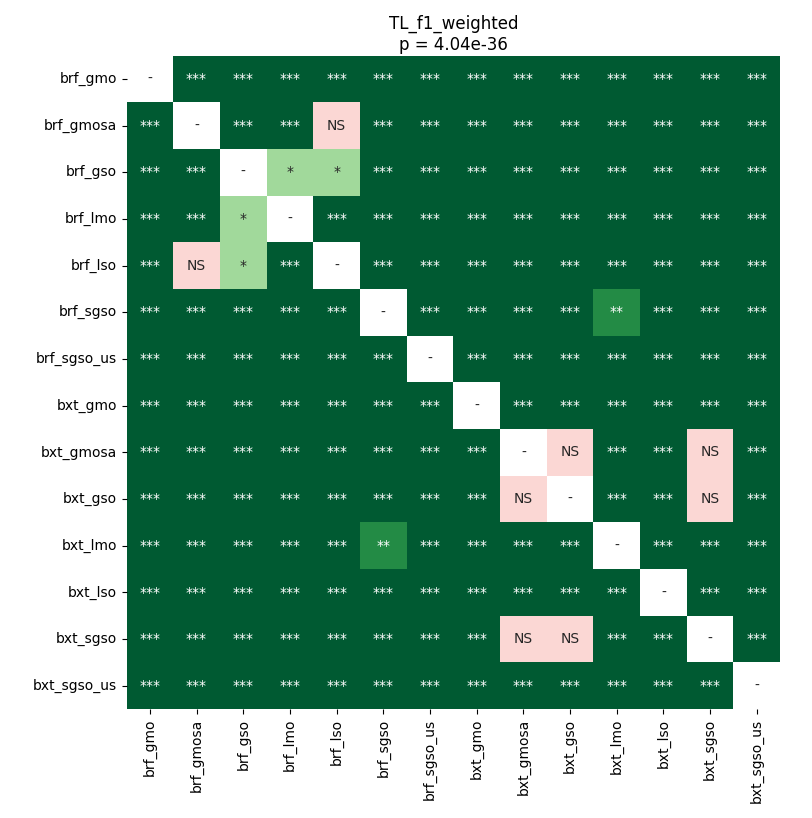 TL_f1_weighted
p = 4.04e-36
brf_gmo - *** *** *** *** *** *** *** *** *** *** *** *** ***
brf_gmosa *** - *** *** NS *** *** *** *** *** *** *** *** ***
brf_gso *** *** - * * *** *** *** *** *** *** *** *** ***
brf_lmo *** *** * - *** *** *** *** *** *** *** *** *** ***
brf_lso *** NS * *** - *** *** *** *** *** *** *** *** ***
brf_sgso *** *** *** *** *** - *** *** *** *** ** *** *** ***
brf_sgso_us *** *** *** *** *** *** - *** *** *** *** *** *** ***
bxt_gmo *** *** *** *** *** *** *** - *** *** *** *** *** ***
bxt_gmosa *** *** *** *** *** *** *** *** - NS *** *** NS ***
bxt_gso *** *** *** *** *** *** *** *** NS - *** *** NS ***
bxt_lmo *** *** *** *** *** ** *** *** *** *** - *** *** ***
bxt_lso *** *** *** *** *** *** *** *** *** *** *** - *** ***
bxt_sgso *** *** *** *** *** *** *** *** NS NS *** *** - ***
bxt_sgso_us *** *** *** *** *** *** *** *** *** *** *** *** *** -
brf_gmo brf_gmosa brf_gso brf_lmo brf_lso brf_sgso brf_sgso_us bxt_gmo bxt_gmosa bxt_gso bxt_lmo bxt_lso bxt_sgso bxt_sgso_us